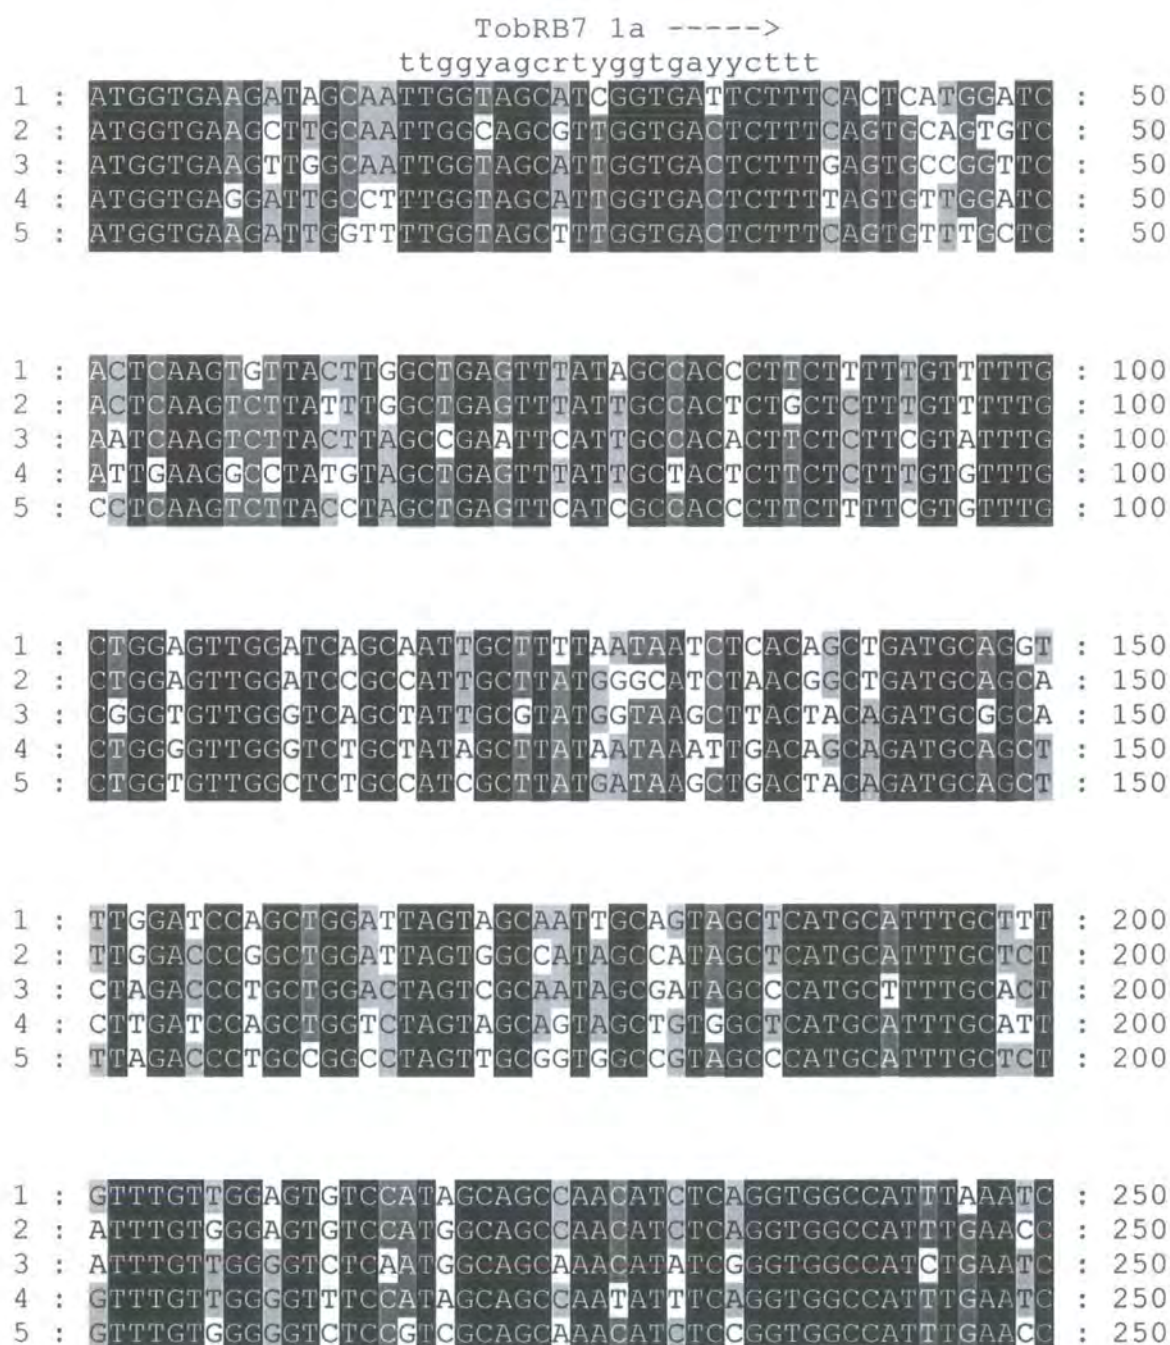 TobRB7 1a ----->
ttggyagcrtyggtgayycttt
1 : ATGGTGAAGATAGCAATTGGTAGCATCGGTGATTCTTTCACTCATGGATC : 50
2 : ATGGTGAAGCTTGCAATTGGCAGCGTTGGTGACTCTTTCAGTGCAGTGTC : 50
3 : ATGGTGAAGTTGGCAATTGGTAGCATTGGTGACTCTTTGAGTGCCGGTTC : 50
4 : ATGGTGAGGATTGCCTTTGGTAGCATTGGTGACTCTTTTAGTGTTGGATC : 50
5 : ATGGTGAAGATTGGTTTTGGTAGCTTTGGTGACTCTTTCAGTGTTTGCTC : 50
1 : ACTCAAGTGTTACTTGGCTGAGTTTATAGCCACCCTTCTTTTTGTTTTTG : 100
2 : ACTCAAGTCTTATTTGGCTGAGTTTATTGCCACTCTGCTCTTTGTTTTTG : 100
3 : AATCAAGTCTTACTTAGCCGAATTCATTGCCACACTTCTCTTCGTATTTG : 100
4 : ATTGAAGGCCTATGTAGCTGAGTTTATTGCTACTCTTCTCTTTGTGTTTG : 100
5 : CCTCAAGTCTTACCTAGCTGAGTTCATCGCCACCCTTCTTTTCGTGTTTG : 100
1 : CTGGAGTTGGATCAGCAATTGCTTTTAATAATCTCACAGCTGATGCAGGT : 150
2 : CTGGAGTTGGATCCGCCATTGCTTATGGGCATCTAACGGCTGATGCAGCA : 150
3 : CGGGTGTTGGGTCAGCTATTGCGTATGGTAAGCTTACTACAGATGCGGCA : 150
4 : CTGGGGTTGGGTCTGCTATAGCTTATAATAAATTGACAGCAGATGCAGCT : 150
5 : CTGGTGTTGGCTCTGCCATCGCTTATGATAAGCTGACTACAGATGCAGCT : 150
1 : TTGGATCCAGCTGGATTAGTAGCAATTGCAGTAGCTCATGCATTTGCTTT : 200
2 : TTGGACCCGGCTGGATTAGTGGCCATAGCCATAGCTCATGCATTTGCTCT : 200
3 : CTAGACCCTGCTGGACTAGTCGCAATAGCGATAGCCCATGCTTTTGCACT : 200
4 : CTTGATCCAGCTGGTCTAGTAGCAGTAGCTGTGGCTCATGCATTTGCATT : 200
5 : TTAGACCCTGCCGGCCTAGTTGCGGTGGCCGTAGCCCATGCATTTGCTCT : 200
1 : GTTTGTTGGAGTGTCCATAGCAGCCAACATCTCAGGTGGCCATTTAAATC : 250
2 : ATTTGTGGGAGTGTCCATGGCAGCCAACATCTCAGGTGGCCATTTGAACC : 250
3 : ATTTGTTGGGGTCTCAATGGCAGCAAACATATCGGGTGGCCATCTGAATC : 250
4 : GTTTGTTGGGGTTTCCATAGCAGCCAATATTTCAGGTGGCCATTTGAATC : 250
5 : GTTTGTGGGGGTCTCCGTCGCAGCAAACATCTCCGGTGGCCATTTGAACC : 250